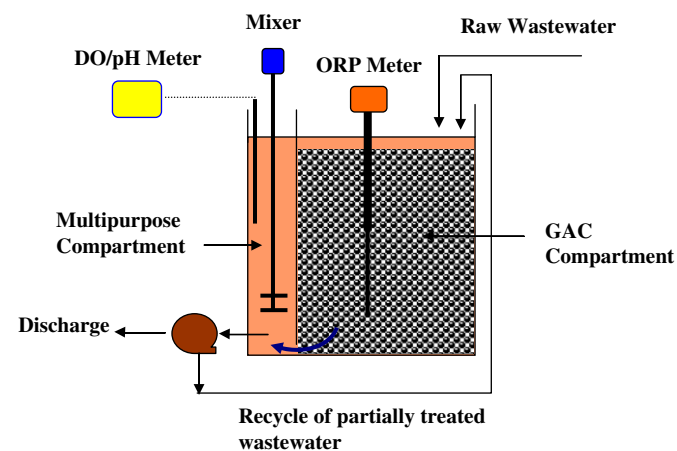 Mixer
Raw Wastewater
DO/pH Meter
ORP Meter
Multipurpose
Compartment
GAC
Compartment
Discharge
Recycle of partially treated
wastewater